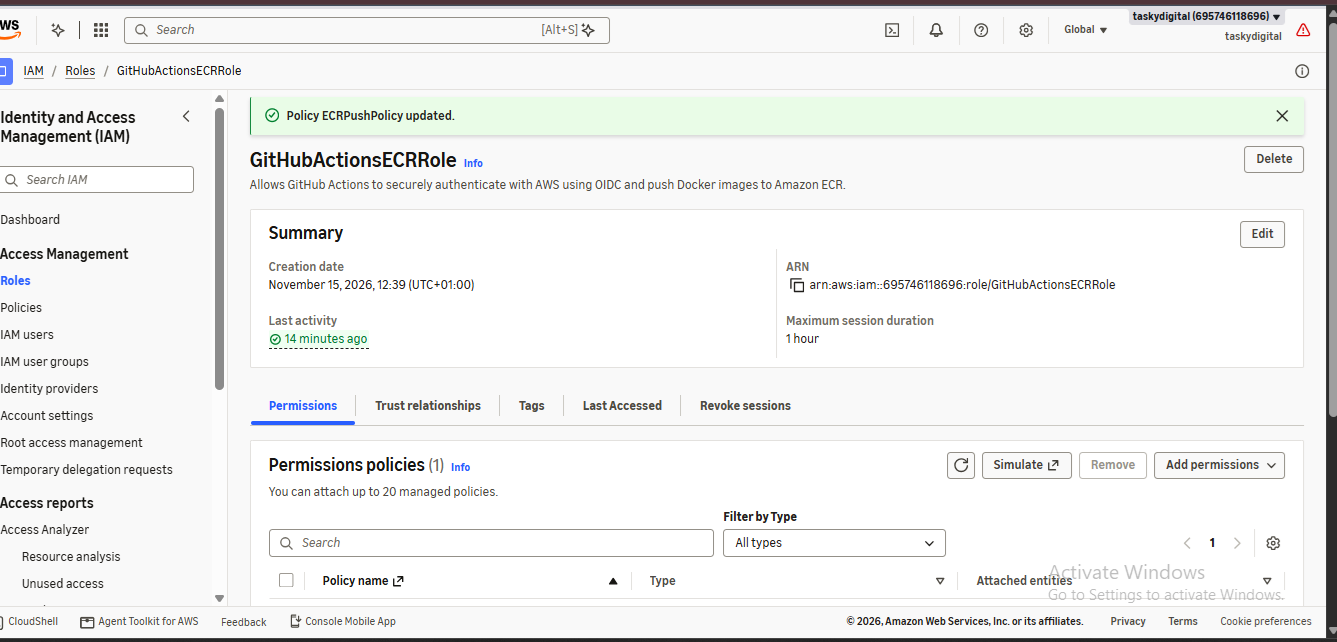 aws
Search
[Alt+S]
Global
taskydigital (695746118696)
taskydigital
IAM / Roles / GitHubActionsECRRole
Identity and Access
Management (IAM)
Search IAM
Dashboard
Access Management
Roles
Policies
IAM users
IAM user groups
Identity providers
Account settings
Root access management
Temporary delegation requests
Access reports
Access Analyzer
Resource analysis
Unused access
Policy ECRPushPolicy updated.
GitHubActionsECRRole Info
Delete
Allows GitHub Actions to securely authenticate with AWS using OIDC and push Docker images to Amazon ECR.
Summary
Edit
Creation date
November 15, 2026, 12:39 (UTC+01:00)
ARN
arn:aws:iam::695746118696:role/GitHubActionsECRRole
Last activity
14 minutes ago
Maximum session duration
1 hour
Permissions
Trust relationships
Tags
Last Accessed
Revoke sessions
Permissions policies (1) Info
Simulate
Remove
Add permissions
You can attach up to 20 managed policies.
Filter by Type
Search
All types
1
Policy name
Type
Attached entities
Activate Windows
Go to Settings to activate Windows.
CloudShell
Agent Toolkit for AWS
Feedback
Console Mobile App
© 2026, Amazon Web Services, Inc. or its affiliates.
Privacy
Terms
Cookie preferences